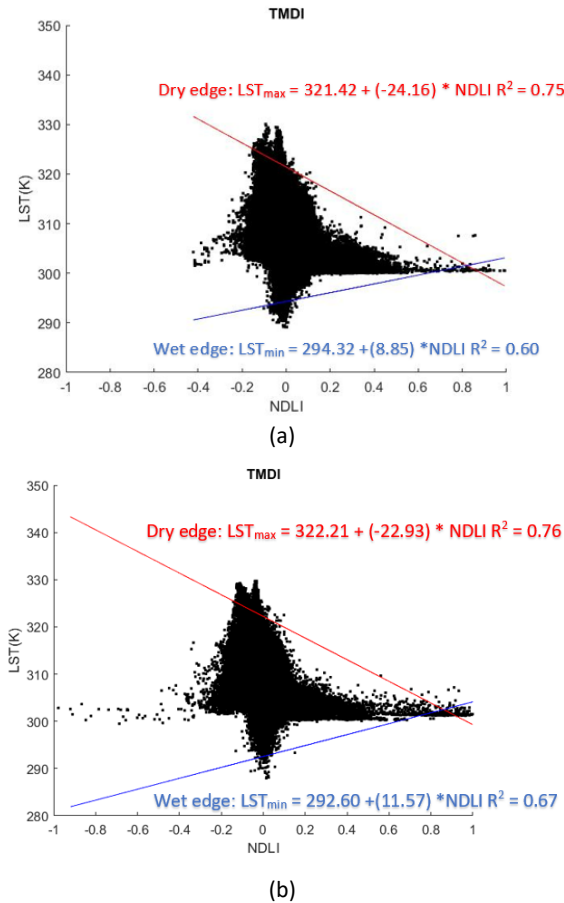 TMDI
350
Dry edge: LSTmax = 321.42 + (-24.16) * NDLI R² = 0.75
340
330
320
LST(K)
310
300
290
Wet edge: LSTmin = 294.32 +(8.85) *NDLI R² = 0.60
280
-1 -0.8 -0.6 -0.4 -0.2 0 0.2 0.4 0.6 0.8 1
NDLI
(a)
TMDI
350
Dry edge: LSTmax = 322.21 + (-22.93) * NDLI R² = 0.76
340
330
320
LST(K)
310
300
290
Wet edge: LSTmin = 292.60 +(11.57) *NDLI R² = 0.67
280
-1 -0.8 -0.6 -0.4 -0.2 0 0.2 0.4 0.6 0.8 1
NDLI
(b)